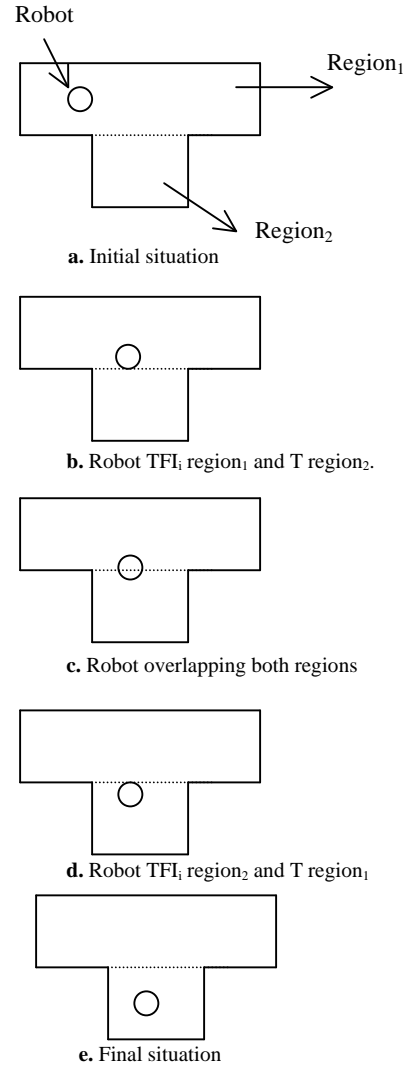 Robot
Region₁
Region₂
a. Initial situation
b. Robot TFIᵢ region₁ and T region₂.
c. Robot overlapping both regions
d. Robot TFIᵢ region₂ and T region₁
e. Final situation